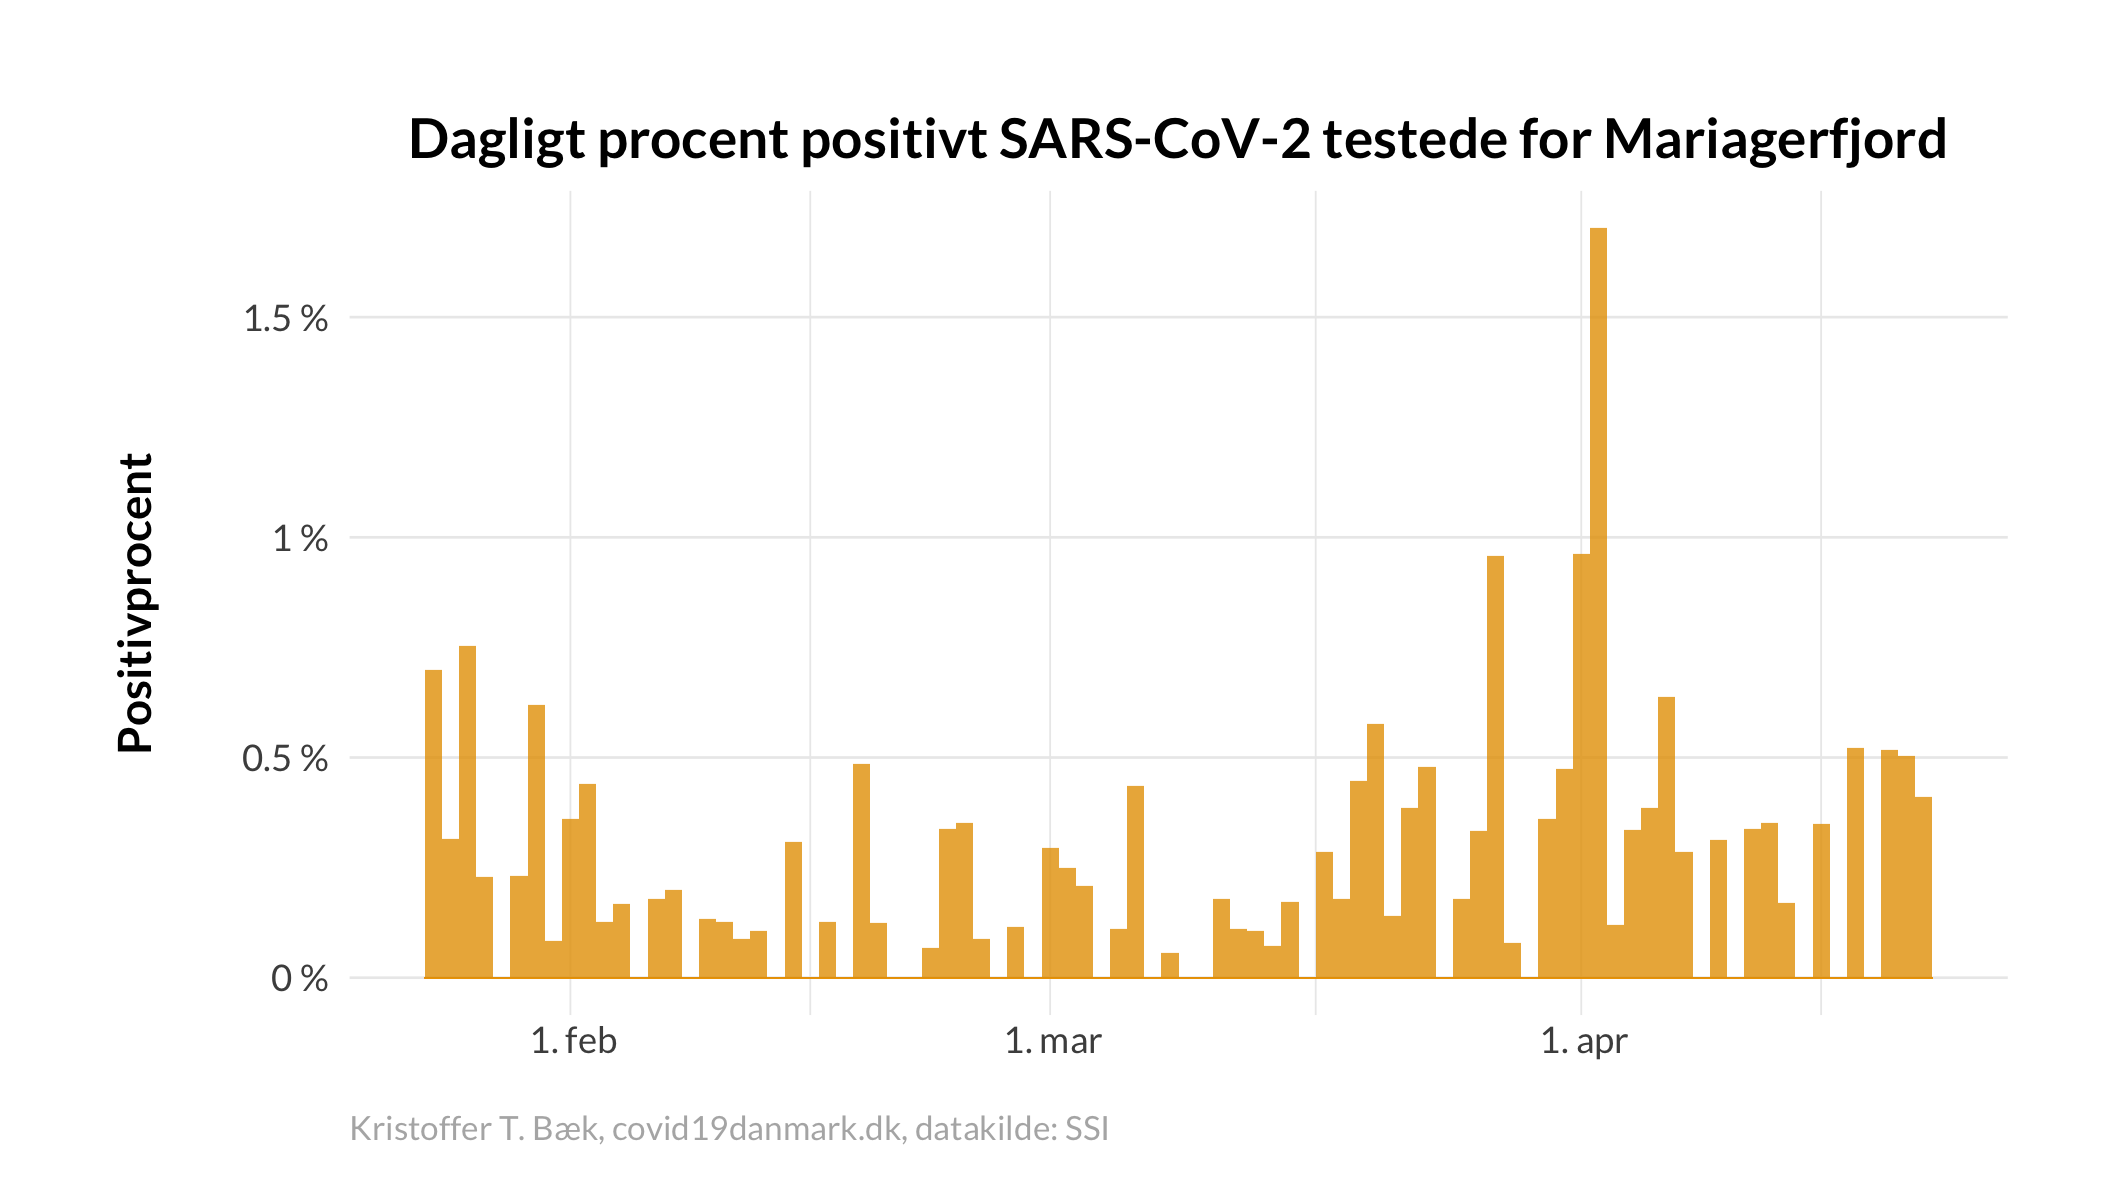 Dagligt procent positivt SARS-CoV-2 testede for Mariagerfjord
Positivprocent
1.5 %
1 %
0.5 %
0 %
1. feb
1. mar
1. apr
Kristoffer T. Bæk, covid19danmark.dk, datakilde: SSI